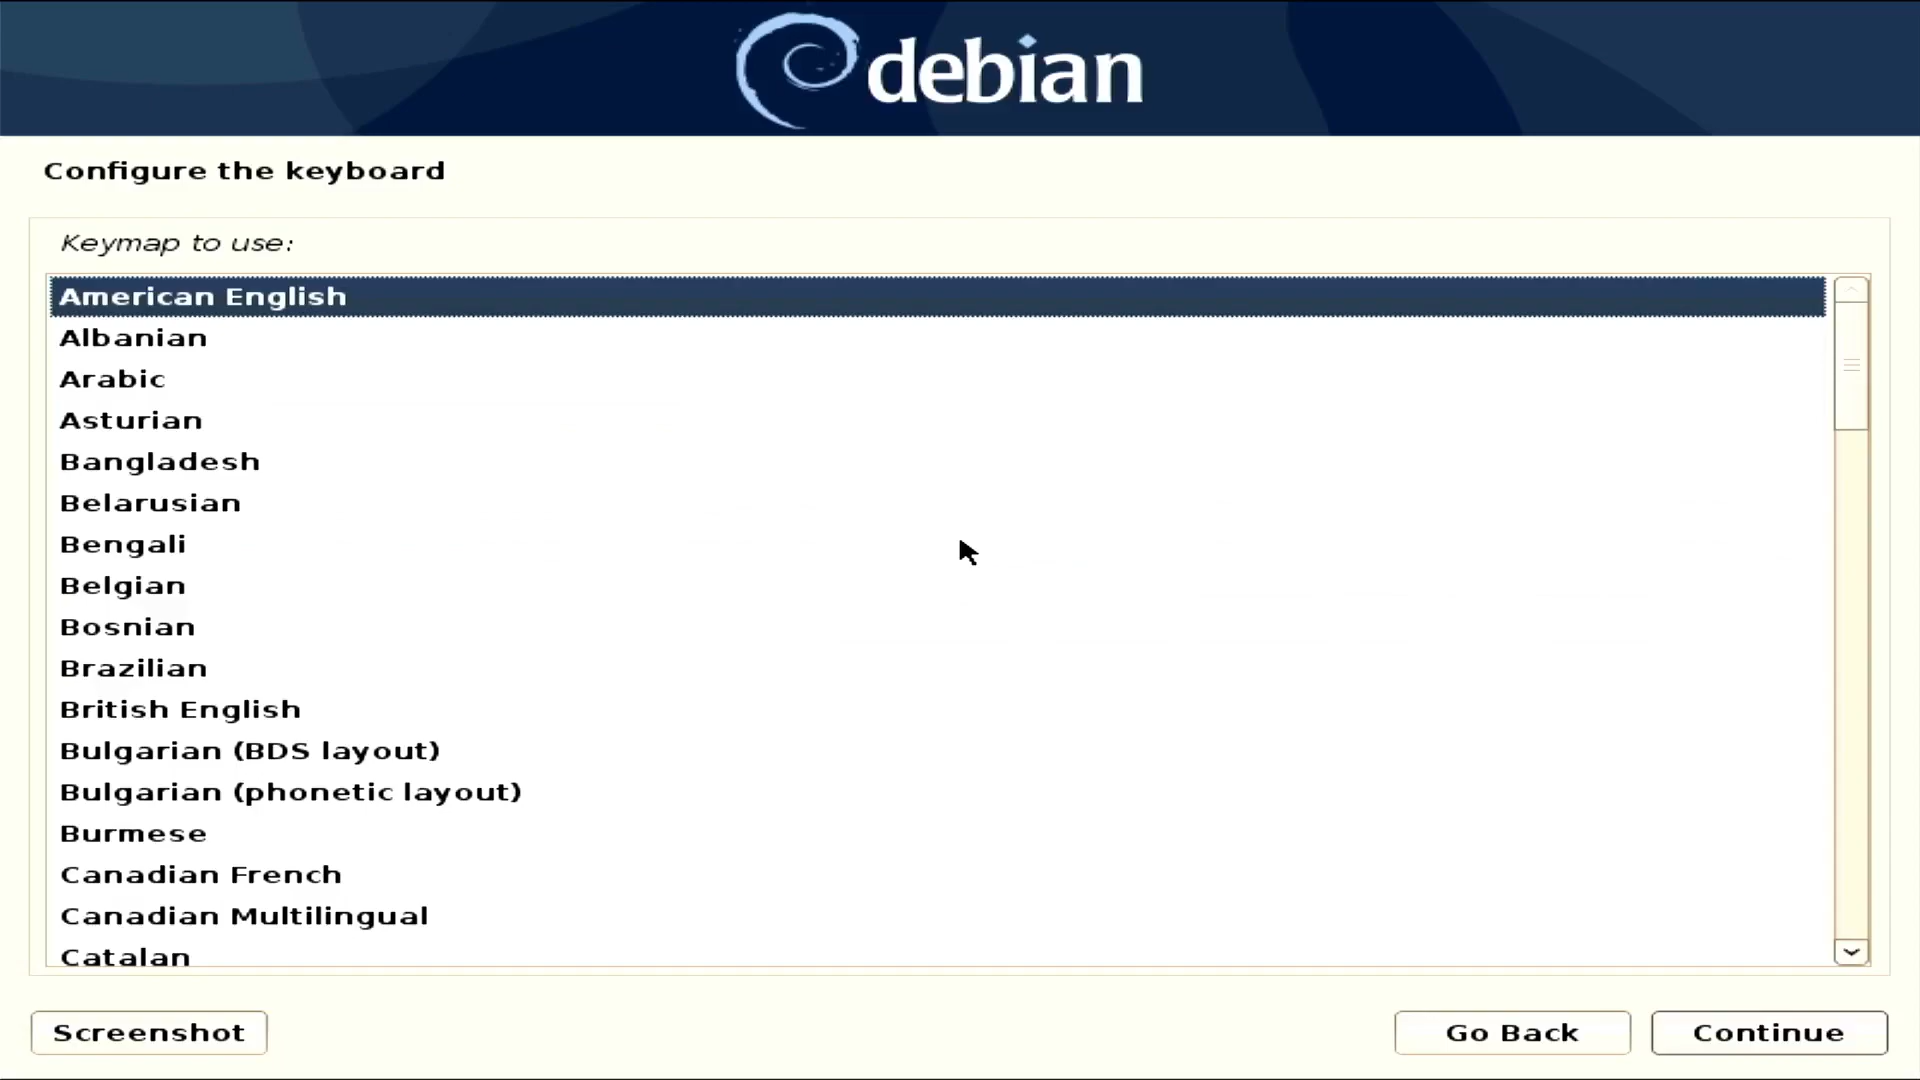 debian
Configure the keyboard
Keymap to use:
American English
Albanian
Arabic
Asturian
Bangladesh
Belarusian
Bengali
Belgian
Bosnian
Brazilian
British English
Bulgarian (BDS layout)
Bulgarian (phonetic layout)
Burmese
Canadian French
Canadian Multilingual
Catalan
Screenshot
Go Back
Continue